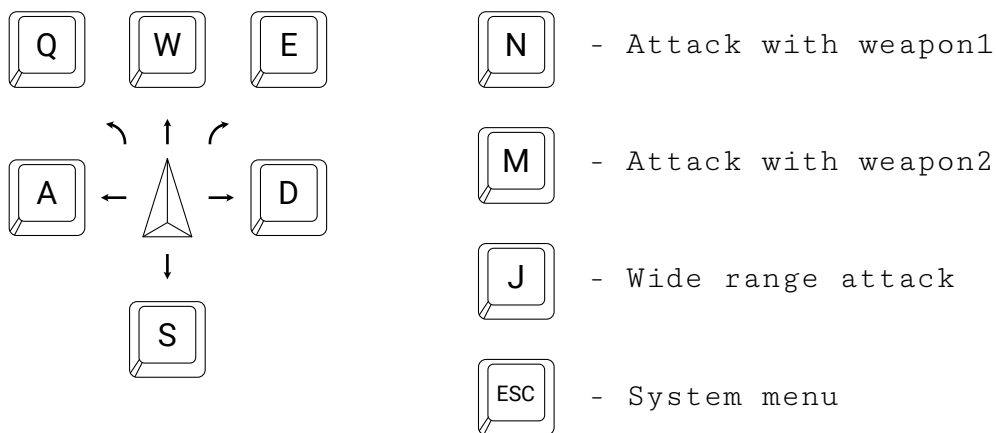 Q W E
A D
S
N - Attack with weapon1
M - Attack with weapon2
J - Wide range attack
ESC - System menu